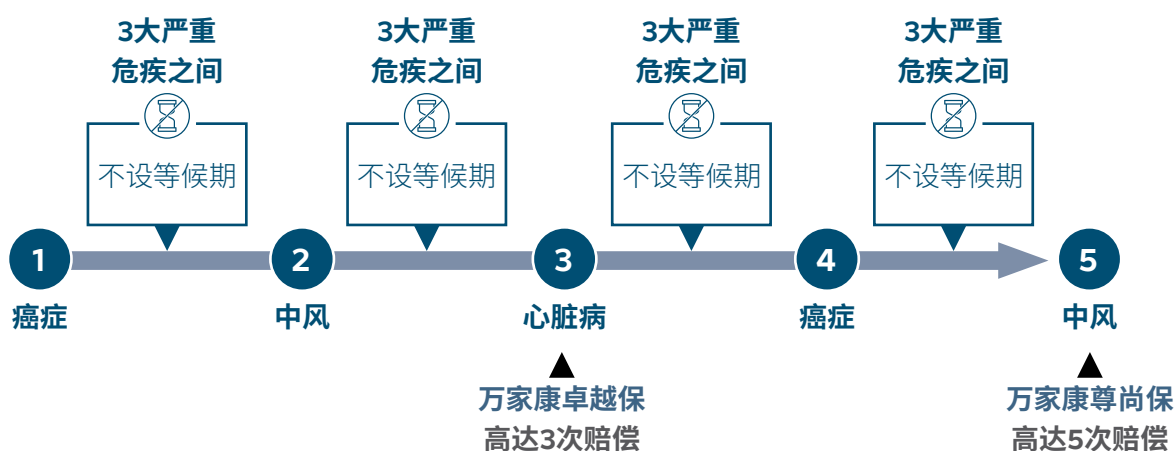 3大严重
危疾之间
3大严重
危疾之间
3大严重
危疾之间
3大严重
危疾之间
不设等候期
不设等候期
不设等候期
不设等候期
1
2
3
4
5
癌症
中风
心脏病
癌症
中风
万家康卓越保
高达3次赔偿
万家康尊尚保
高达5次赔偿